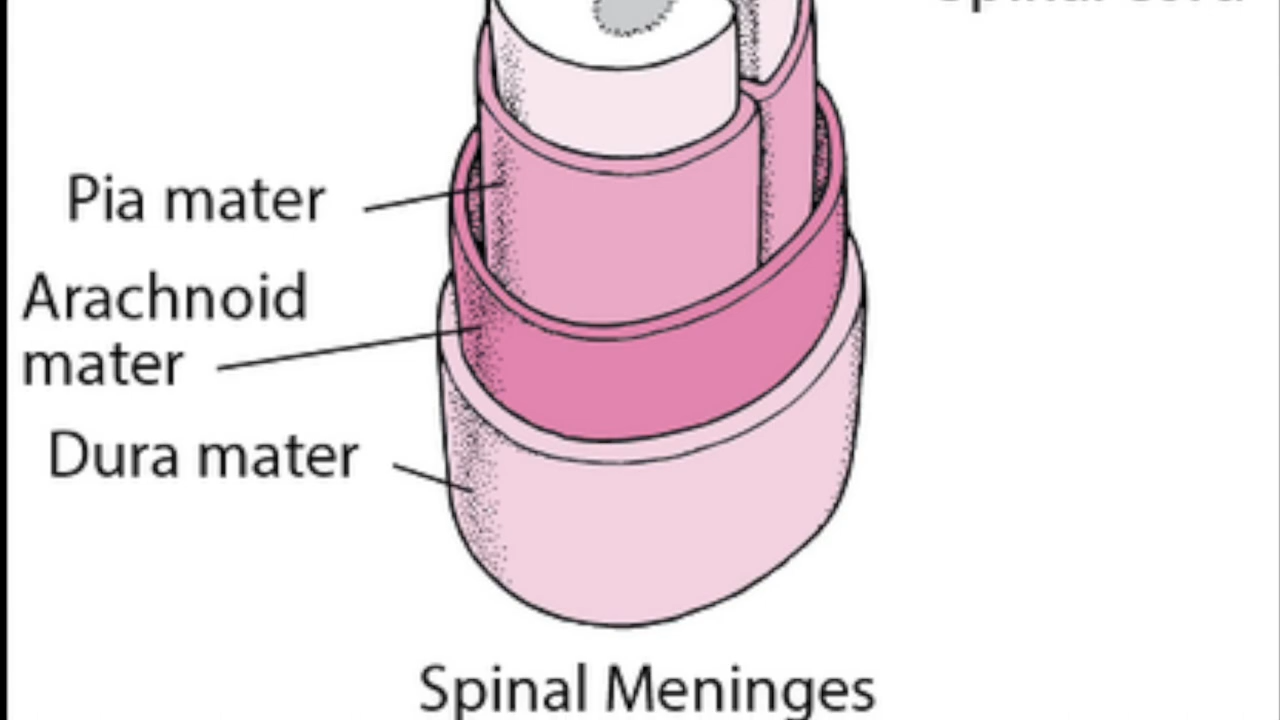 Pia mater
Arachnoid
mater
Dura mater
Spinal Meninges